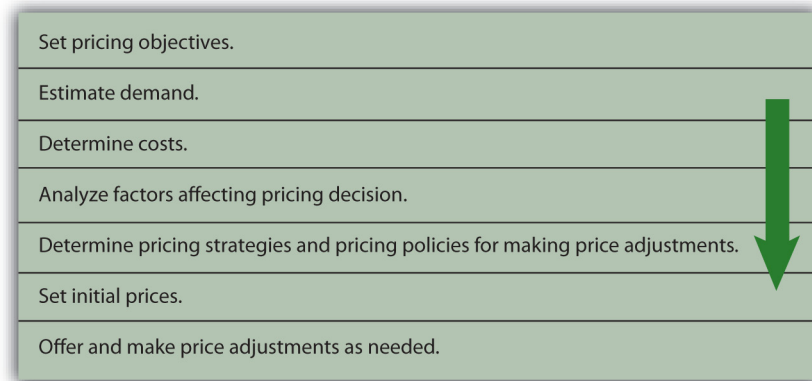 Set pricing objectives.
Estimate demand.
Determine costs.
Analyze factors affecting pricing decision.
Determine pricing strategies and pricing policies for making price adjustments.
Set initial prices.
Offer and make price adjustments as needed.